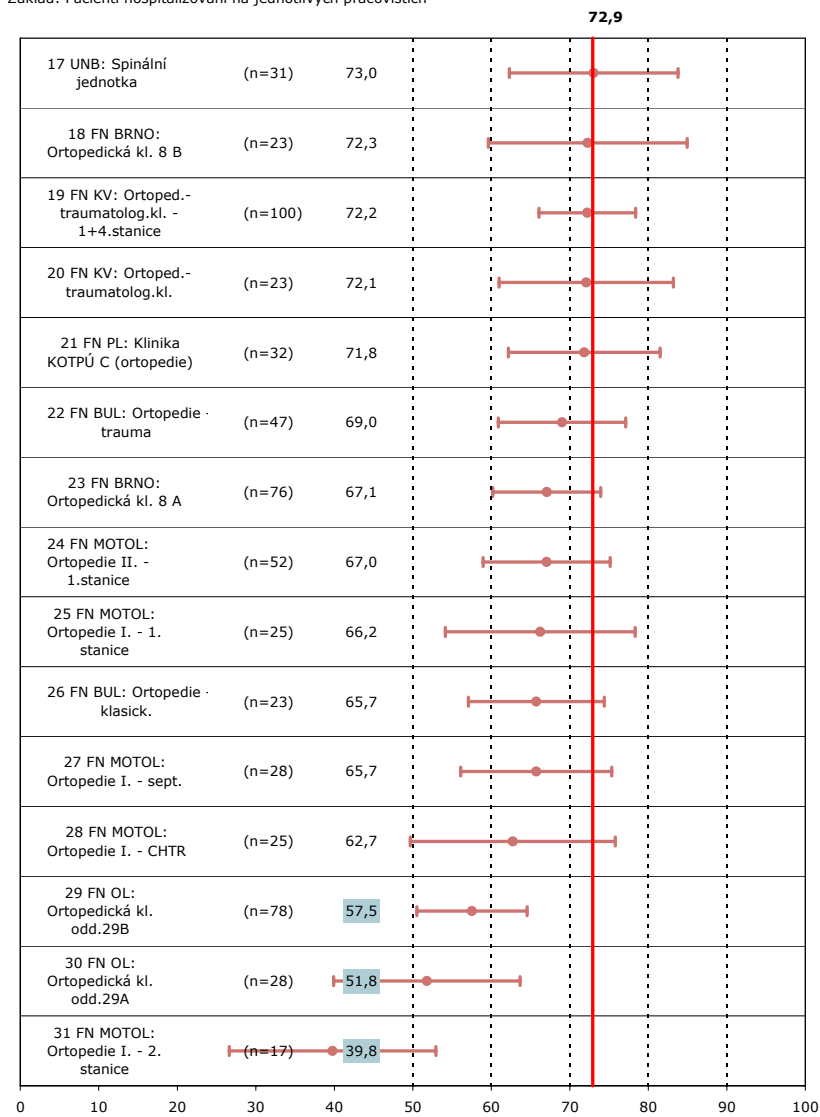 Základ: Pacienti hospitalizovaní na jednotlivých pracovištích
72,9
17 UNB: Spinální
jednotka
(n=31)
73,0
18 FN BRNO:
Ortopedická kl. 8 B
(n=23)
72,3
19 FN KV: Ortoped.-
traumatolog.kl. -
1+4.stanice
(n=100)
72,2
20 FN KV: Ortoped.-
traumatolog.kl.
(n=23)
72,1
21 FN PL: Klinika
KOTPÚ C (ortopedie)
(n=32)
71,8
22 FN BUL: Ortopedie -
trauma
(n=47)
69,0
23 FN BRNO:
Ortopedická kl. 8 A
(n=76)
67,1
24 FN MOTOL:
Ortopedie II. -
1.stanice
(n=52)
67,0
25 FN MOTOL:
Ortopedie I. - 1.
stanice
(n=25)
66,2
26 FN BUL: Ortopedie -
klasick.
(n=23)
65,7
27 FN MOTOL:
Ortopedie I. - sept.
(n=28)
65,7
28 FN MOTOL:
Ortopedie I. - CHTR
(n=25)
62,7
29 FN OL:
Ortopedická kl.
odd.29B
(n=78)
57,5
30 FN OL:
Ortopedická kl.
odd.29A
(n=28)
51,8
31 FN MOTOL:
Ortopedie I. - 2.
stanice
(n=17)
39,8
0 10 20 30 40 50 60 70 80 90 100